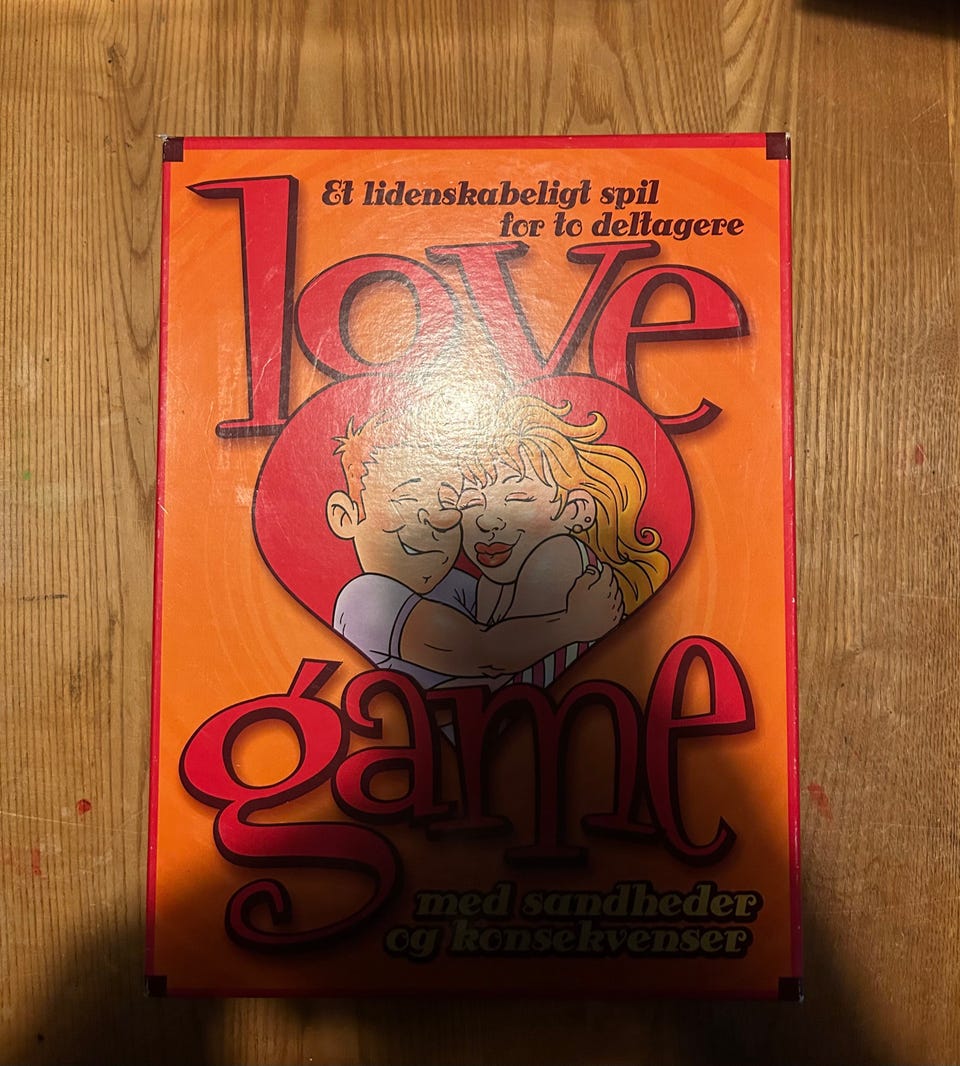 Et lidenskabeligt spil
for to deltagere
love
game
med sandheder
og konsekvenser